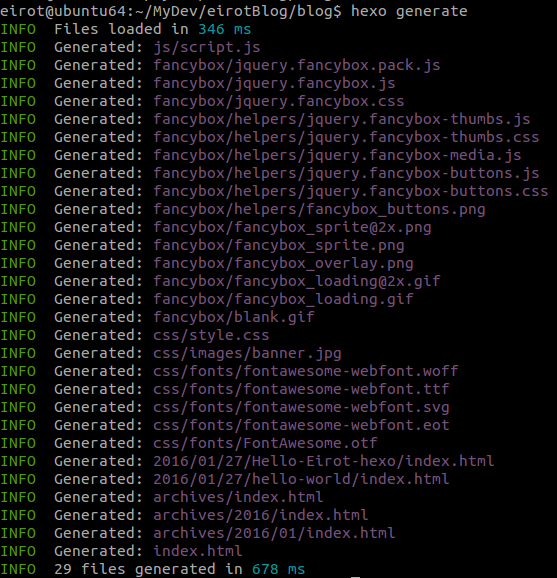 eirot@ubuntu64:~/MyDev/eirotBlog/blog$ hexo generate
INFO  Files loaded in 346 ms
INFO  Generated: js/script.js
INFO  Generated: fancybox/jquery.fancybox.pack.js
INFO  Generated: fancybox/jquery.fancybox.js
INFO  Generated: fancybox/jquery.fancybox.css
INFO  Generated: fancybox/helpers/jquery.fancybox-thumbs.js
INFO  Generated: fancybox/helpers/jquery.fancybox-thumbs.css
INFO  Generated: fancybox/helpers/jquery.fancybox-media.js
INFO  Generated: fancybox/helpers/jquery.fancybox-buttons.js
INFO  Generated: fancybox/helpers/jquery.fancybox-buttons.css
INFO  Generated: fancybox/helpers/fancybox_buttons.png
INFO  Generated: fancybox/fancybox_sprite@2x.png
INFO  Generated: fancybox/fancybox_sprite.png
INFO  Generated: fancybox/fancybox_overlay.png
INFO  Generated: fancybox/fancybox_loading@2x.gif
INFO  Generated: fancybox/fancybox_loading.gif
INFO  Generated: fancybox/blank.gif
INFO  Generated: css/style.css
INFO  Generated: css/images/banner.jpg
INFO  Generated: css/fonts/fontawesome-webfont.woff
INFO  Generated: css/fonts/fontawesome-webfont.ttf
INFO  Generated: css/fonts/fontawesome-webfont.svg
INFO  Generated: css/fonts/fontawesome-webfont.eot
INFO  Generated: css/fonts/FontAwesome.otf
INFO  Generated: 2016/01/27/Hello-Eirot-hexo/index.html
INFO  Generated: 2016/01/27/hello-world/index.html
INFO  Generated: archives/index.html
INFO  Generated: archives/2016/index.html
INFO  Generated: archives/2016/01/index.html
INFO  Generated: index.html
INFO  29 files generated in 678 ms